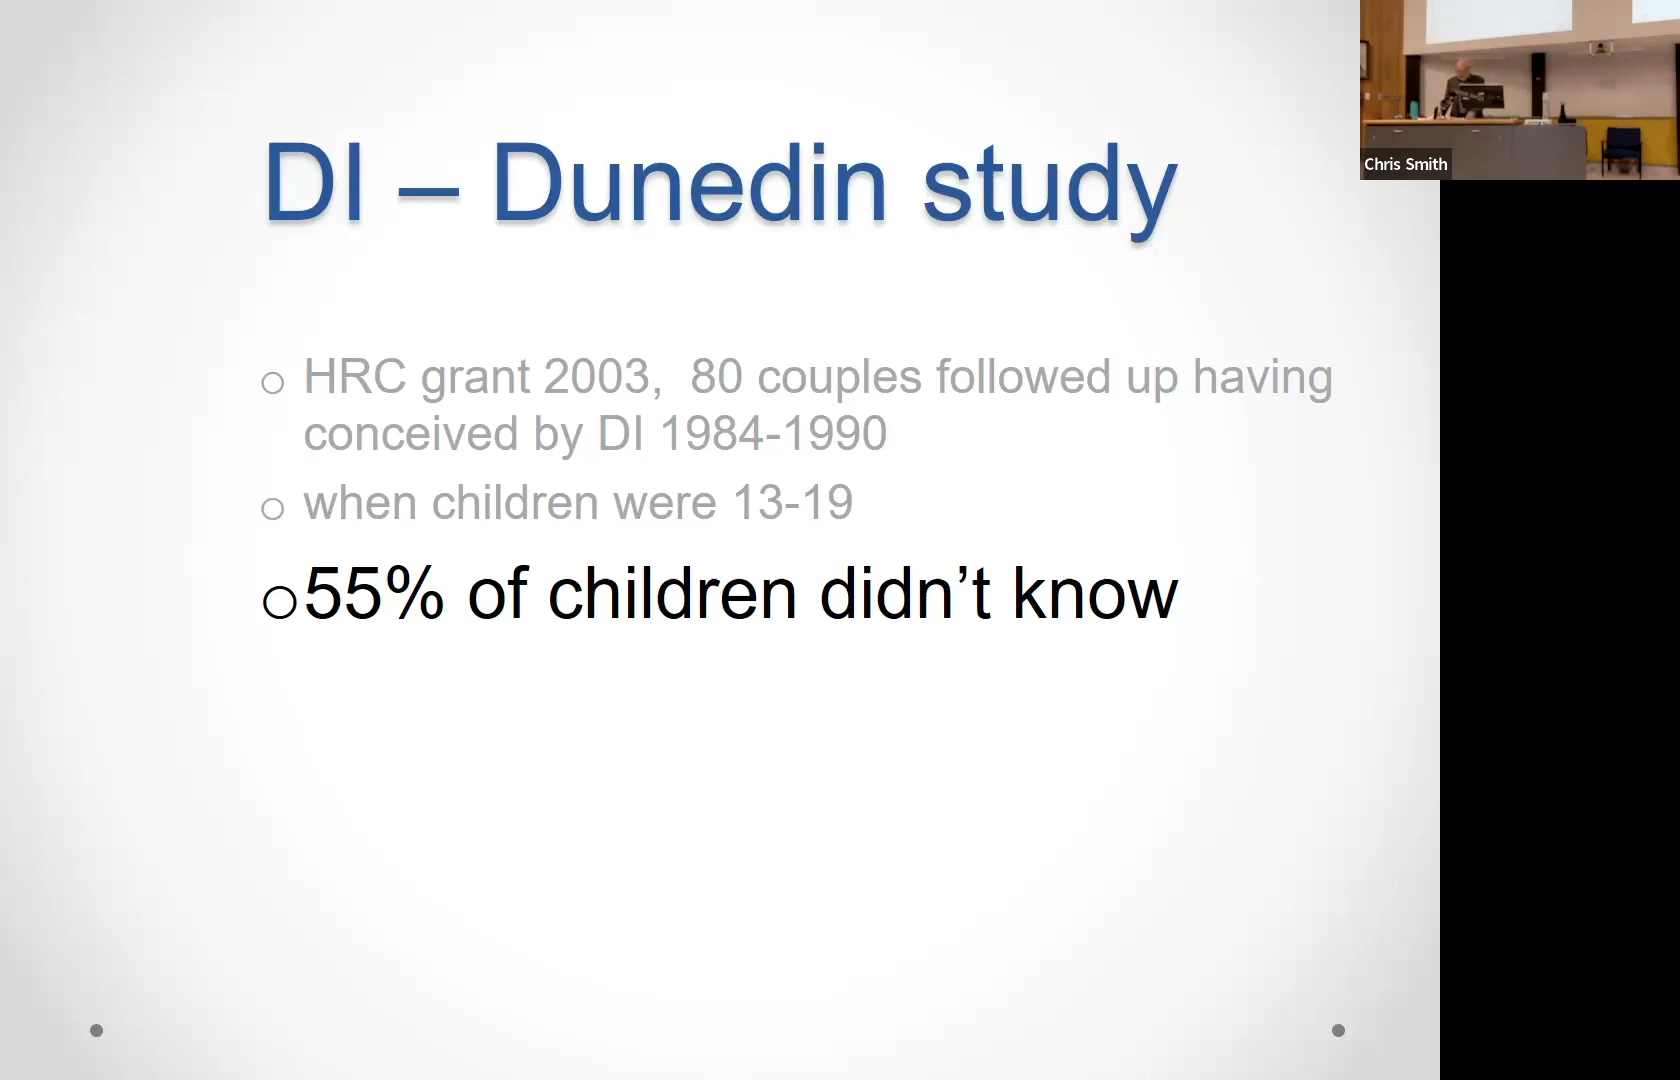 DI – Dunedin study
○ HRC grant 2003,  80 couples followed up having
conceived by DI 1984-1990
○ when children were 13-19
○ 55% of children didn’t know
Chris Smith